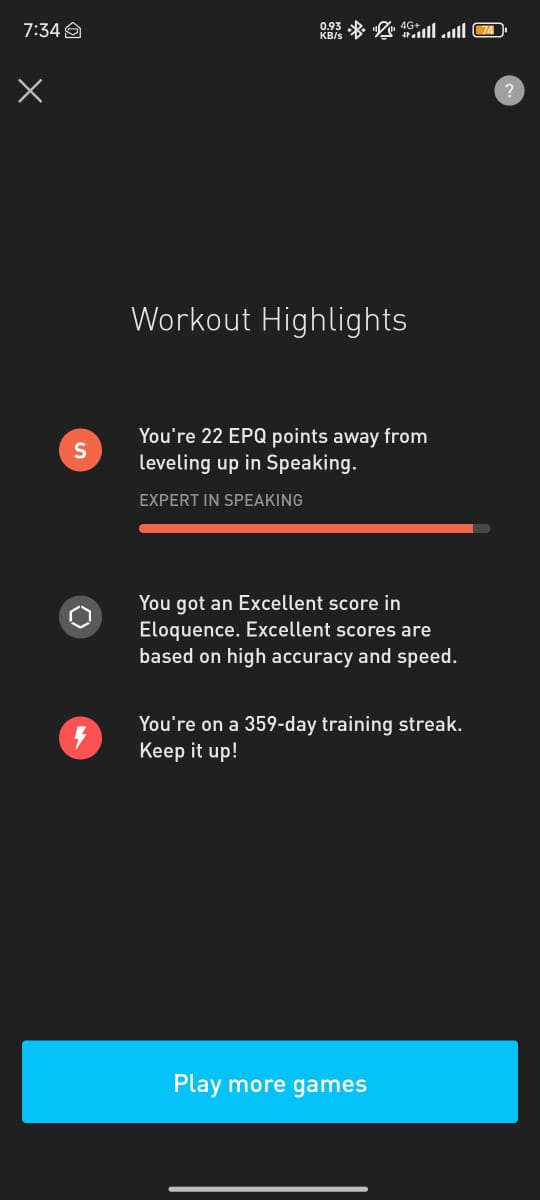 7:34
0.93
KB/s
4G+
74
?
Workout Highlights
S
You're 22 EPQ points away from
leveling up in Speaking.
EXPERT IN SPEAKING
You got an Excellent score in
Eloquence. Excellent scores are
based on high accuracy and speed.
You're on a 359-day training streak.
Keep it up!
Play more games